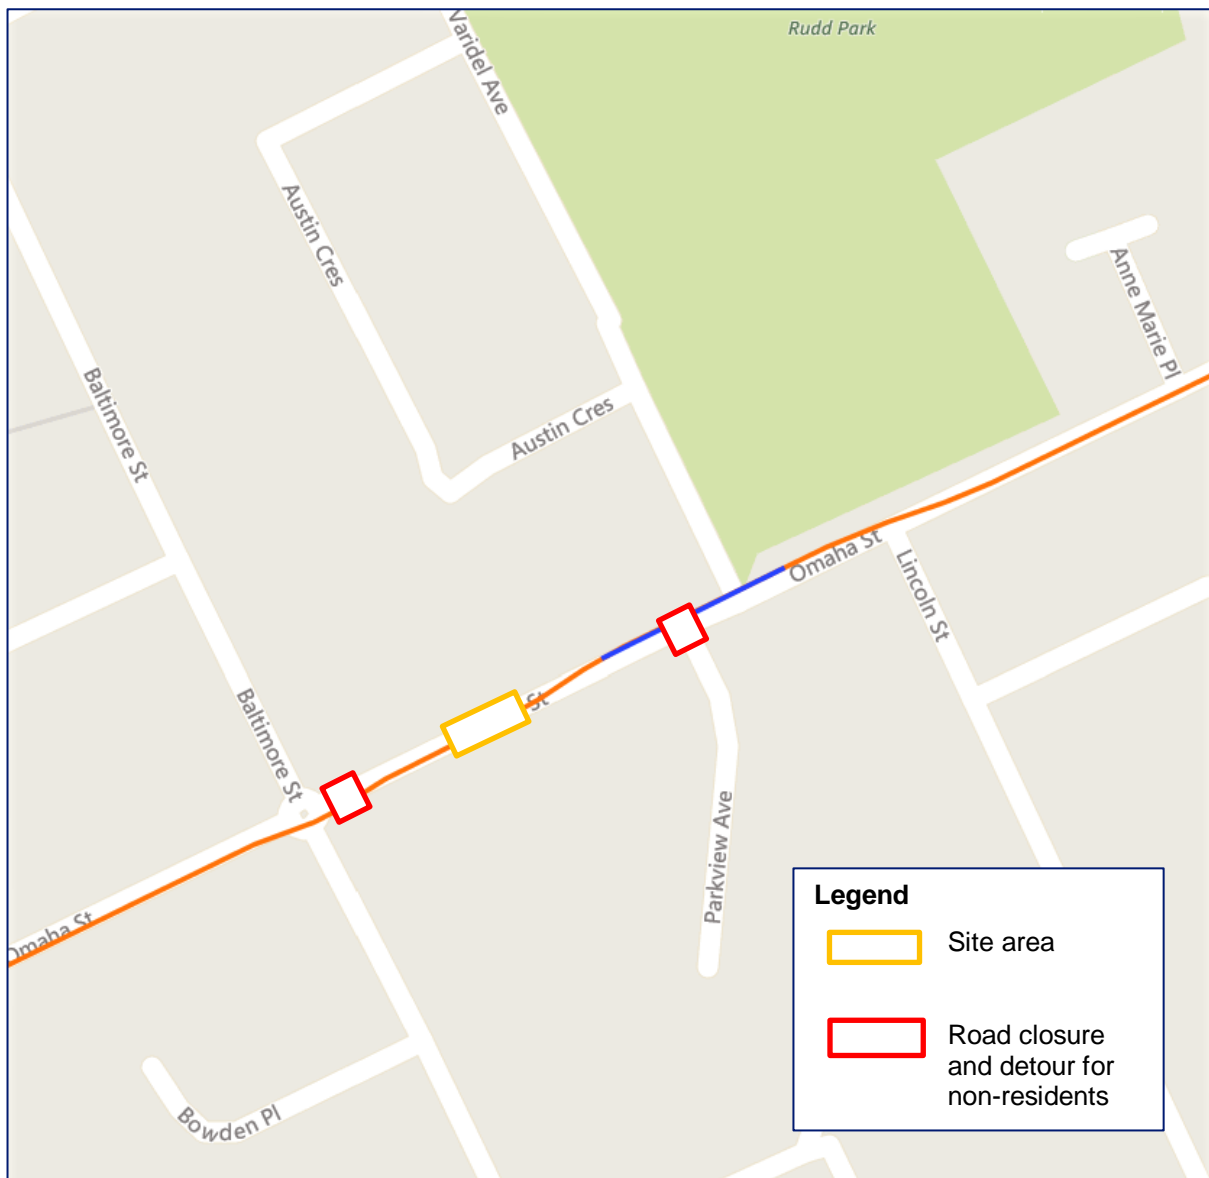 Rudd Park
Varidel Ave
Austin Cres
Anne Marie Pl
Baltimore St
Austin Cres
Omaha St
Lincoln St
St
Baltimore St
Parkview Ave
Omaha St
Bowden Pl
Legend
Site area
Road closure
and detour for
non-residents